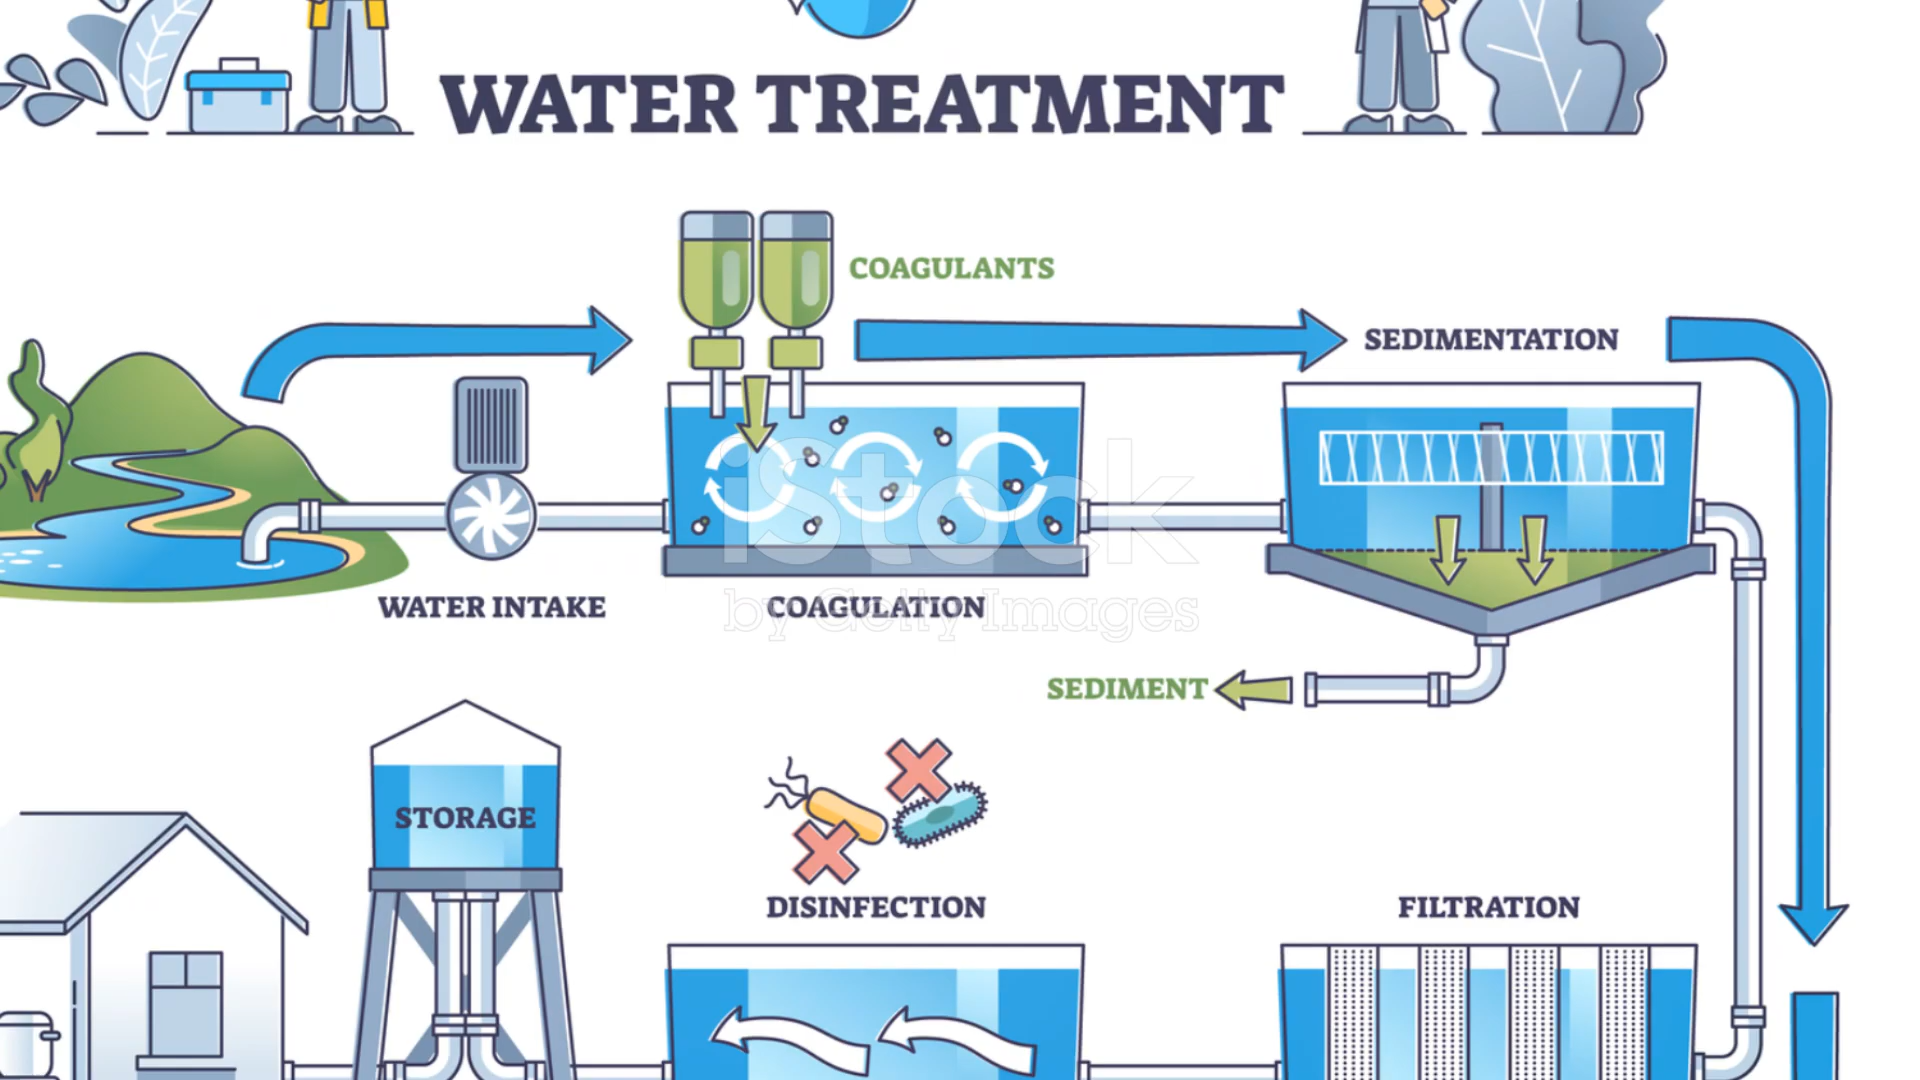 WATER TREATMENT
COAGULANTS
SEDIMENTATION
iStock
by Getty Images
WATER INTAKE
COAGULATION
SEDIMENT
STORAGE
DISINFECTION
FILTRATION